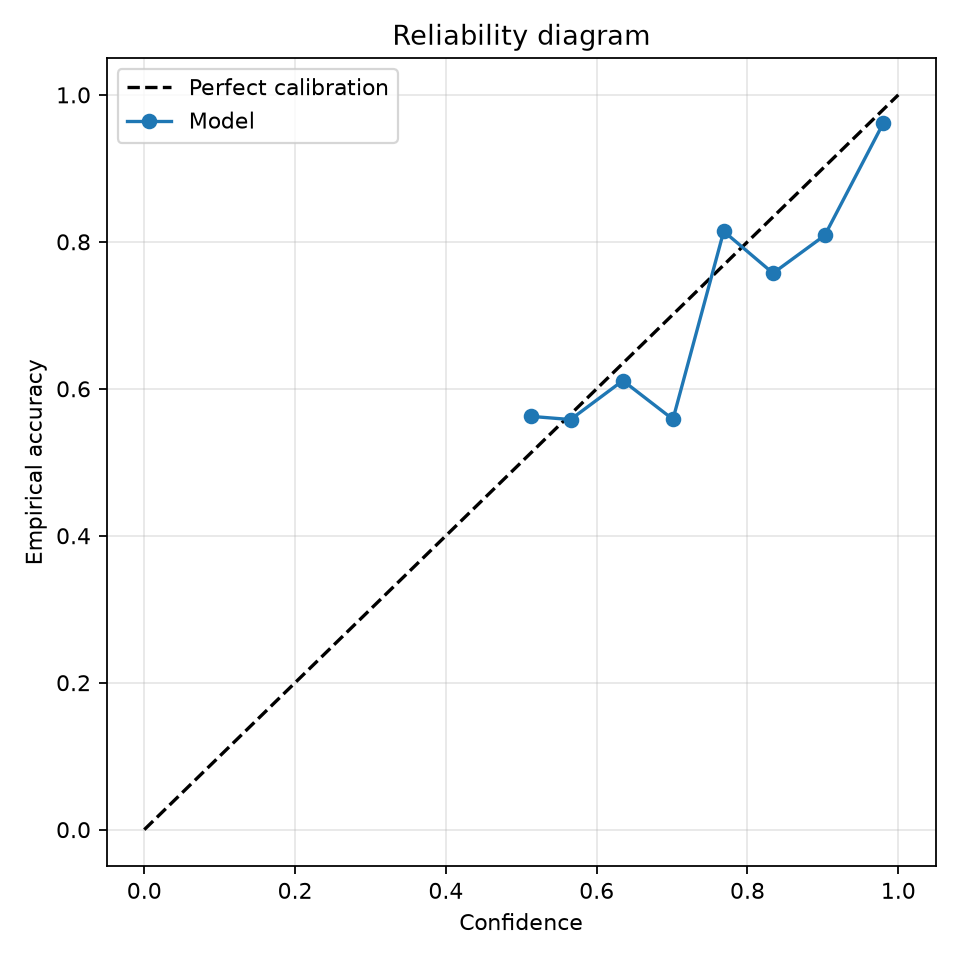 Reliability diagram
Perfect calibration
Model
1.0
0.8
0.6
0.4
0.2
0.0
Empirical accuracy
0.0 0.2 0.4 0.6 0.8 1.0
Confidence